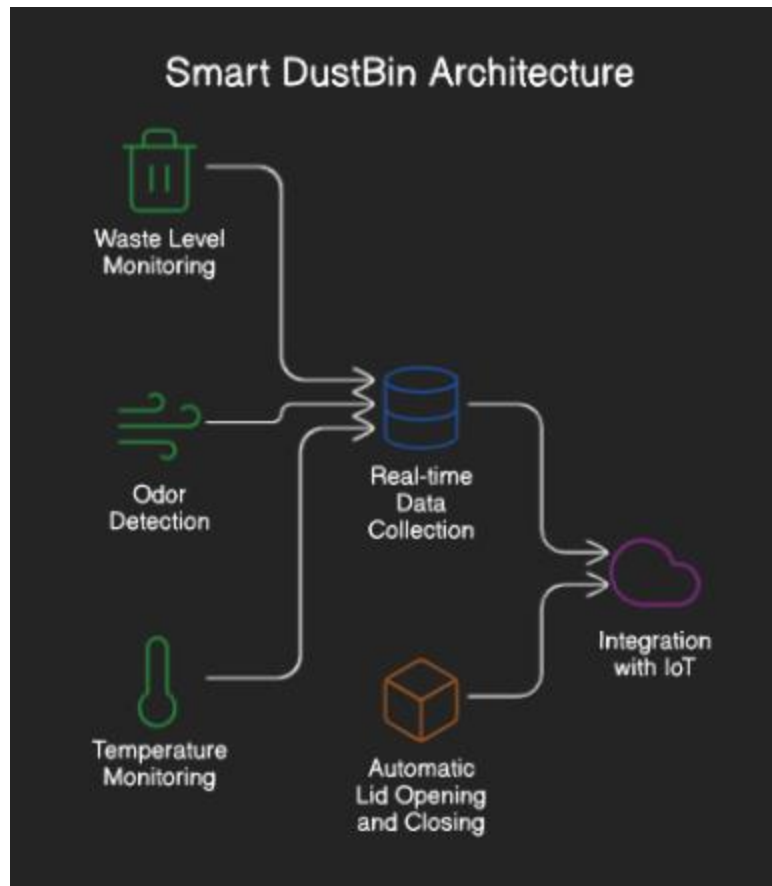 Smart DustBin Architecture
Waste Level
Monitoring
Odor
Detection
Real-time
Data
Collection
Integration
with IoT
Temperature
Monitoring
Automatic
Lid Opening
and Closing